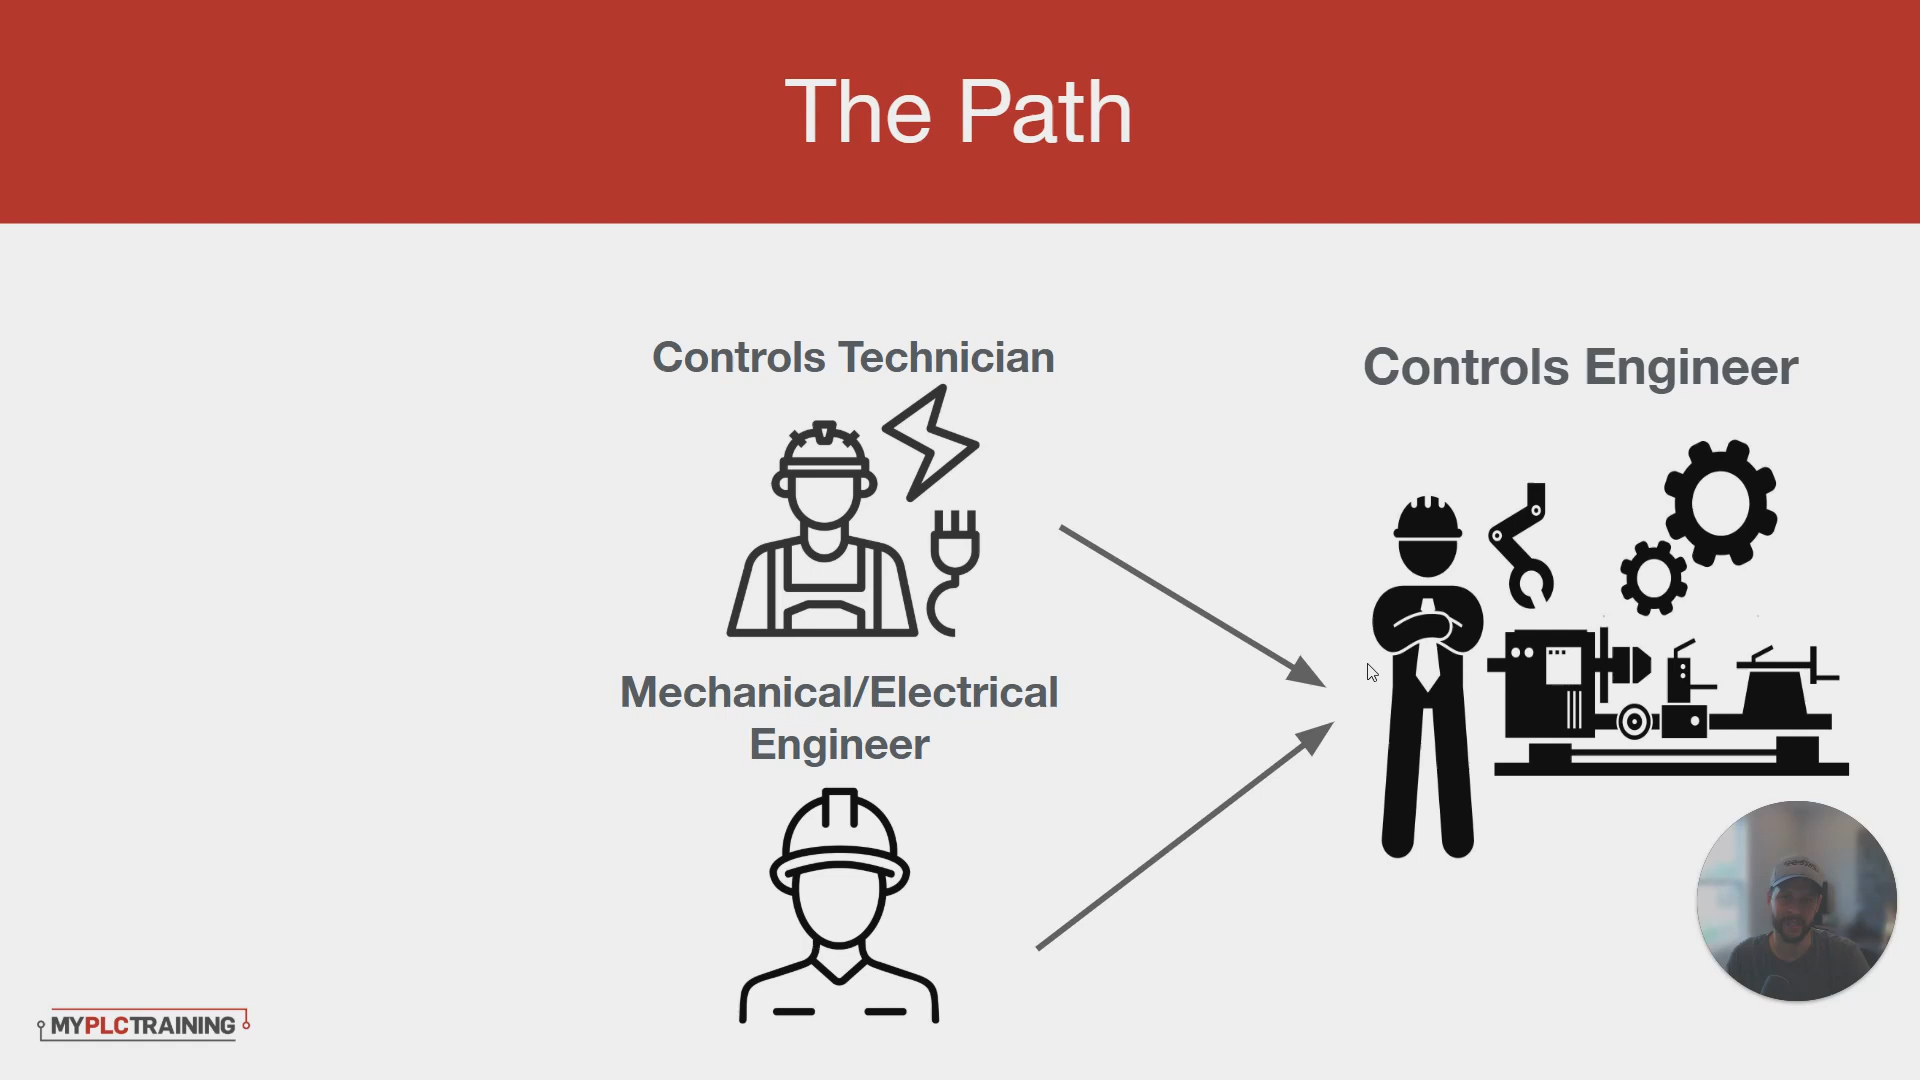 The Path
Controls Technician
Controls Engineer
Mechanical/Electrical
Engineer
MYPLCTRAINING